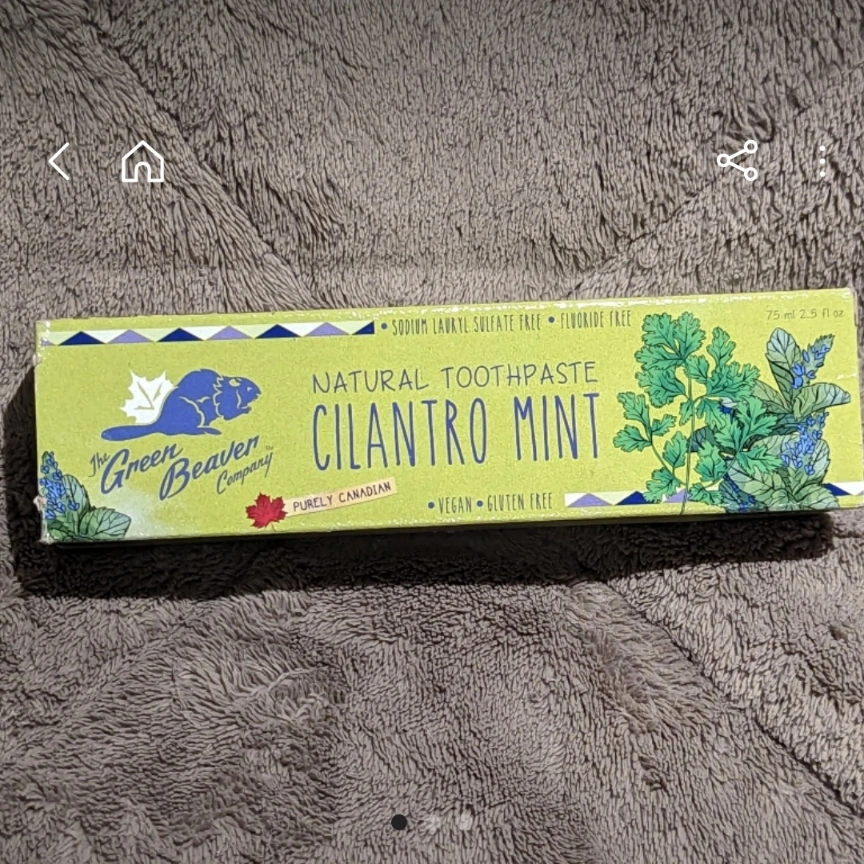 • SODIUM LAURYL SULFATE FREE • FLUORIDE FREE
75 ml 2.5 fl oz
NATURAL TOOTHPASTE
CILANTRO MINT
The Green Beaver Company™
PURELY CANADIAN
• VEGAN • GLUTEN FREE